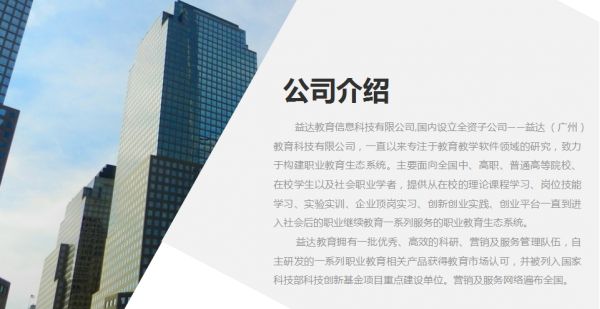 公司介绍
益达教育信息科技有限公司,国内设立全资子公司——益达（广州）
教育科技有限公司，一直以来专注于教育教学软件领域的研究，致力
于构建职业教育生态系统。主要面向全国中、高职、普通高等院校、
在校学生以及社会职业学者，提供从在校的理论课程学习、岗位技能
学习、实验实训、企业顶岗实习、创新创业实践、创业平台一直到进
入社会后的职业继续教育一系列服务的职业教育生态系统。
益达教育拥有一批优秀、高效的科研、营销及服务管理队伍，自
主研发的一系列职业教育相关产品获得教育市场认可，并被列入国家
科技部科技创新基金项目重点建设单位。营销及服务网络遍布全国。